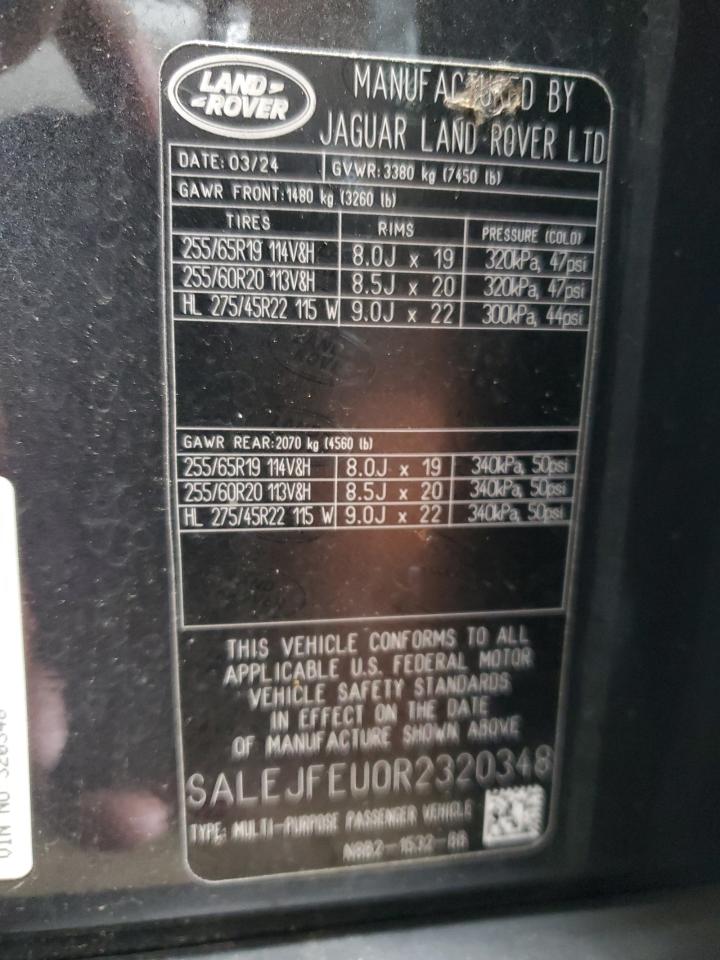 LAND ROVER
MANUFACTURED BY
JAGUAR LAND ROVER LTD
DATE: 03/24 GVWR: 3380 kg (7450 lb)
GAWR FRONT: 1480 kg (3260 lb)
TIRES RIMS PRESSURE (COLD)
255/65R19 114V&H 8.0J x 19 320kPa, 47psi
255/60R20 113V&H 8.5J x 20 320kPa, 47psi
HL 275/45R22 115 W 9.0J x 22 300kPa, 44psi
GAWR REAR: 2070 kg (4560 lb)
255/65R19 114V&H 8.0J x 19 340kPa, 50psi
255/60R20 113V&H 8.5J x 20 340kPa, 50psi
HL 275/45R22 115 W 9.0J x 22 340kPa, 50psi
THIS VEHICLE CONFORMS TO ALL
APPLICABLE U.S. FEDERAL MOTOR
VEHICLE SAFETY STANDARDS
IN EFFECT ON THE DATE
OF MANUFACTURE SHOWN ABOVE
SALEJFEU0R2320348
TYPE: MULTI-PURPOSE PASSENGER VEHICLE
VIN NO 320348